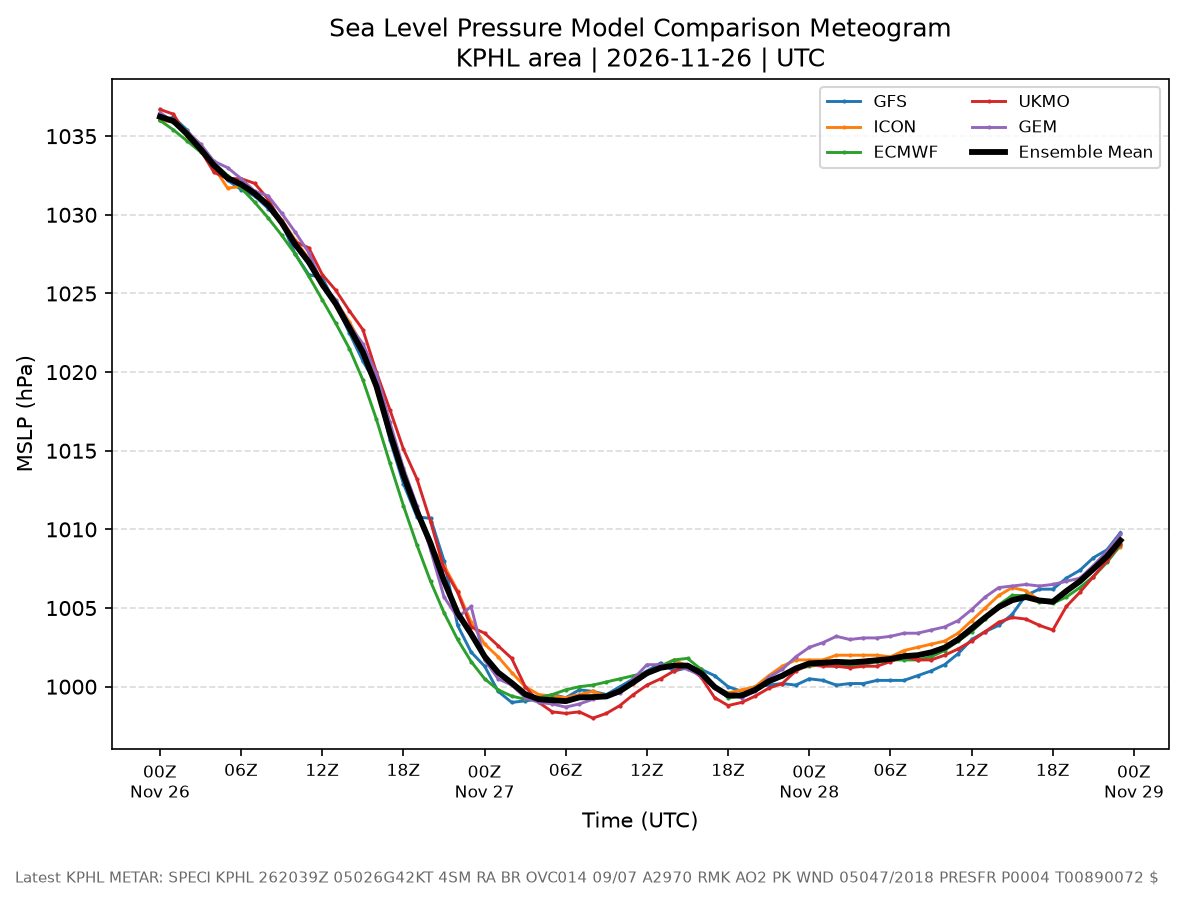 Sea Level Pressure Model Comparison Meteogram
KPHL area | 2026-11-26 | UTC
GFS
ICON
ECMWF
UKMO
GEM
Ensemble Mean
MSLP (hPa)
1035
1030
1025
1020
1015
1010
1005
1000
00Z 06Z 12Z 18Z 00Z 06Z 12Z 18Z 00Z 06Z 12Z 18Z 00Z
Nov 26 Nov 27 Nov 28 Nov 29
Time (UTC)
Latest KPHL METAR: SPECI KPHL 262039Z 05026G42KT 4SM RA BR OVC014 09/07 A2970 RMK AO2 PK WND 05047/2018 PRESFR P0004 T00890072 $